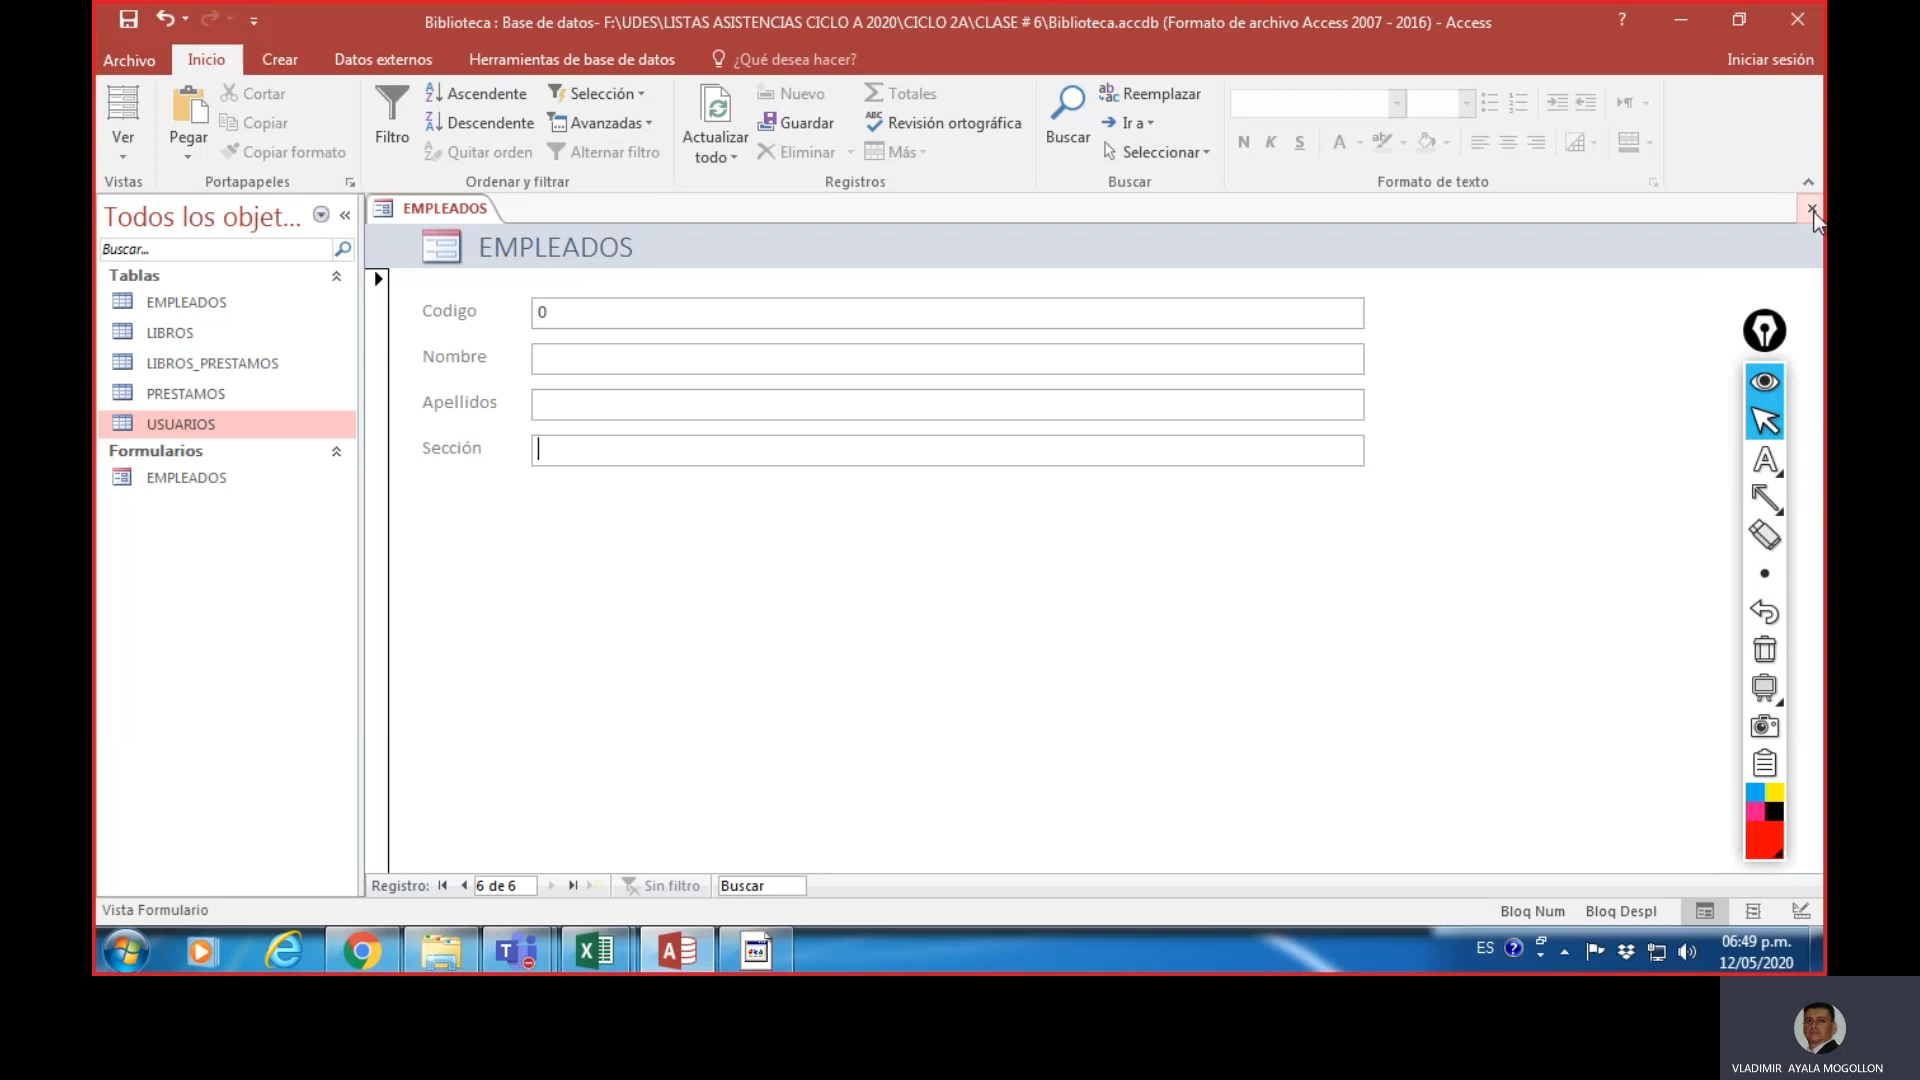 Biblioteca : Base de datos- F:\UDES\LISTAS ASISTENCIAS CICLO A 2020\CICLO 2A\CLASE # 6\Biblioteca.accdb (Formato de archivo Access 2007 - 2016) - Access
?
Archivo Inicio Crear Datos externos Herramientas de base de datos ¿Qué desea hacer? Iniciar sesión
Ver
Vistas
Pegar
Cortar
Copiar
Copiar formato
Portapapeles
Filtro
Ascendente
Descendente
Quitar orden
Selección
Avanzadas
Alternar filtro
Ordenar y filtrar
Actualizar
todo
Nuevo
Guardar
Eliminar
Totales
Revisión ortográfica
Más
Registros
Buscar
Reemplazar
Ir a
Seleccionar
Buscar
N K S A
Formato de texto
Todos los objet...
Buscar...
Tablas
EMPLEADOS
LIBROS
LIBROS_PRESTAMOS
PRESTAMOS
USUARIOS
Formularios
EMPLEADOS
EMPLEADOS
EMPLEADOS
Codigo 0
Nombre
Apellidos
Sección
Registro: 6 de 6 Sin filtro Buscar
Vista Formulario Bloq Num Bloq Despl
ES 06:49 p.m.
12/05/2020
VLADIMIR AYALA MOGOLLON